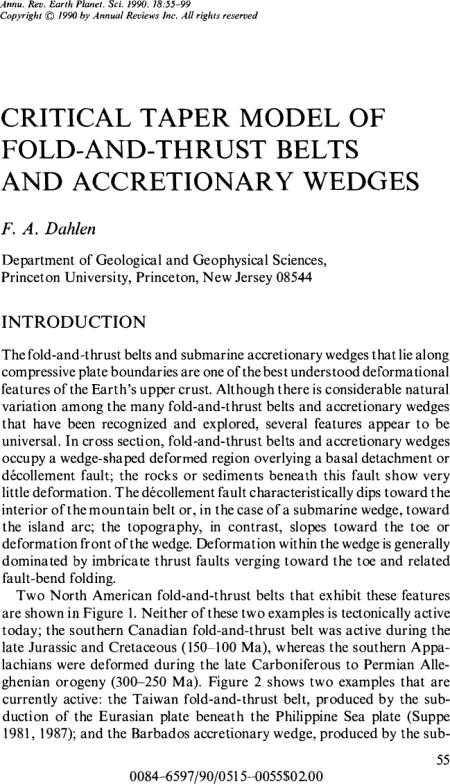 Annu. Rev. Earth Planet. Sci. 1990. 18:55–99
Copyright © 1990 by Annual Reviews Inc. All rights reserved
CRITICAL TAPER MODEL OF
FOLD-AND-THRUST BELTS
AND ACCRETIONARY WEDGES
F. A. Dahlen
Department of Geological and Geophysical Sciences,
Princeton University, Princeton, New Jersey 08544
INTRODUCTION
The fold-and-thrust belts and submarine accretionary wedges that lie along
compressive plate boundaries are one of the best understood deformational
features of the Earth's upper crust. Although there is considerable natural
variation among the many fold-and-thrust belts and accretionary wedges
that have been recognized and explored, several features appear to be
universal. In cross section, fold-and-thrust belts and accretionary wedges
occupy a wedge-shaped deformed region overlying a basal detachment or
décollement fault; the rocks or sediments beneath this fault show very
little deformation. The décollement fault characteristically dips toward the
interior of the mountain belt or, in the case of a submarine wedge, toward
the island arc; the topography, in contrast, slopes toward the toe or
deformation front of the wedge. Deformation within the wedge is generally
dominated by imbricate thrust faults verging toward the toe and related
fault-bend folding.
Two North American fold-and-thrust belts that exhibit these features
are shown in Figure 1. Neither of these two examples is tectonically active
today; the southern Canadian fold-and-thrust belt was active during the
late Jurassic and Cretaceous (150–100 Ma), whereas the southern Appa-
lachians were deformed during the late Carboniferous to Permian Alle-
ghenian orogeny (300–250 Ma). Figure 2 shows two examples that are
currently active: the Taiwan fold-and-thrust belt, produced by the sub-
duction of the Eurasian plate beneath the Philippine Sea plate (Suppe
1981, 1987); and the Barbados accretionary wedge, produced by the sub-
55
0084–6597/90/0515–0055$02.00